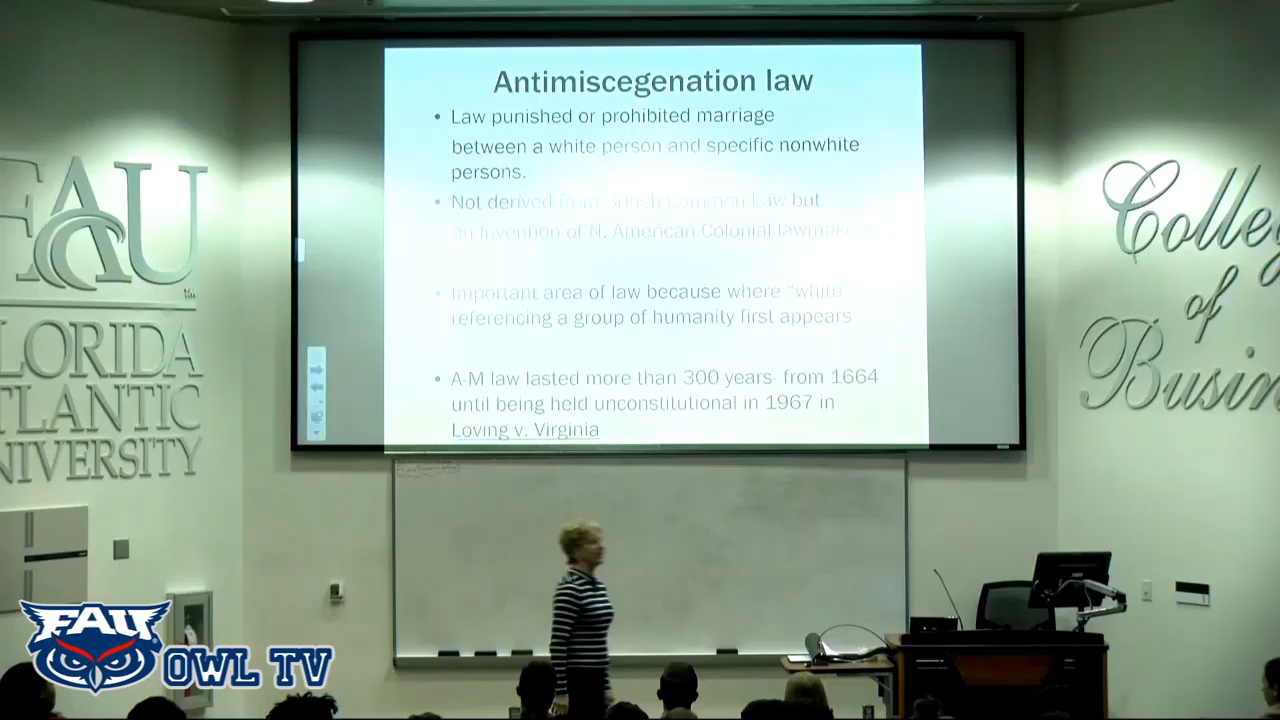 Antimiscegenation law
• Law punished or prohibited marriage
between a white person and specific nonwhite
persons.
• Not derived from British Common Law but
an invention of N. American Colonial lawmakers
• Important area of law because where “white”
referencing a group of humanity first appears
• A-M law lasted more than 300 years- from 1664
until being held unconstitutional in 1967 in
Loving v. Virginia
FAU
FLORIDA
ATLANTIC
UNIVERSITY
College
of
Busin
FAU
OWL TV